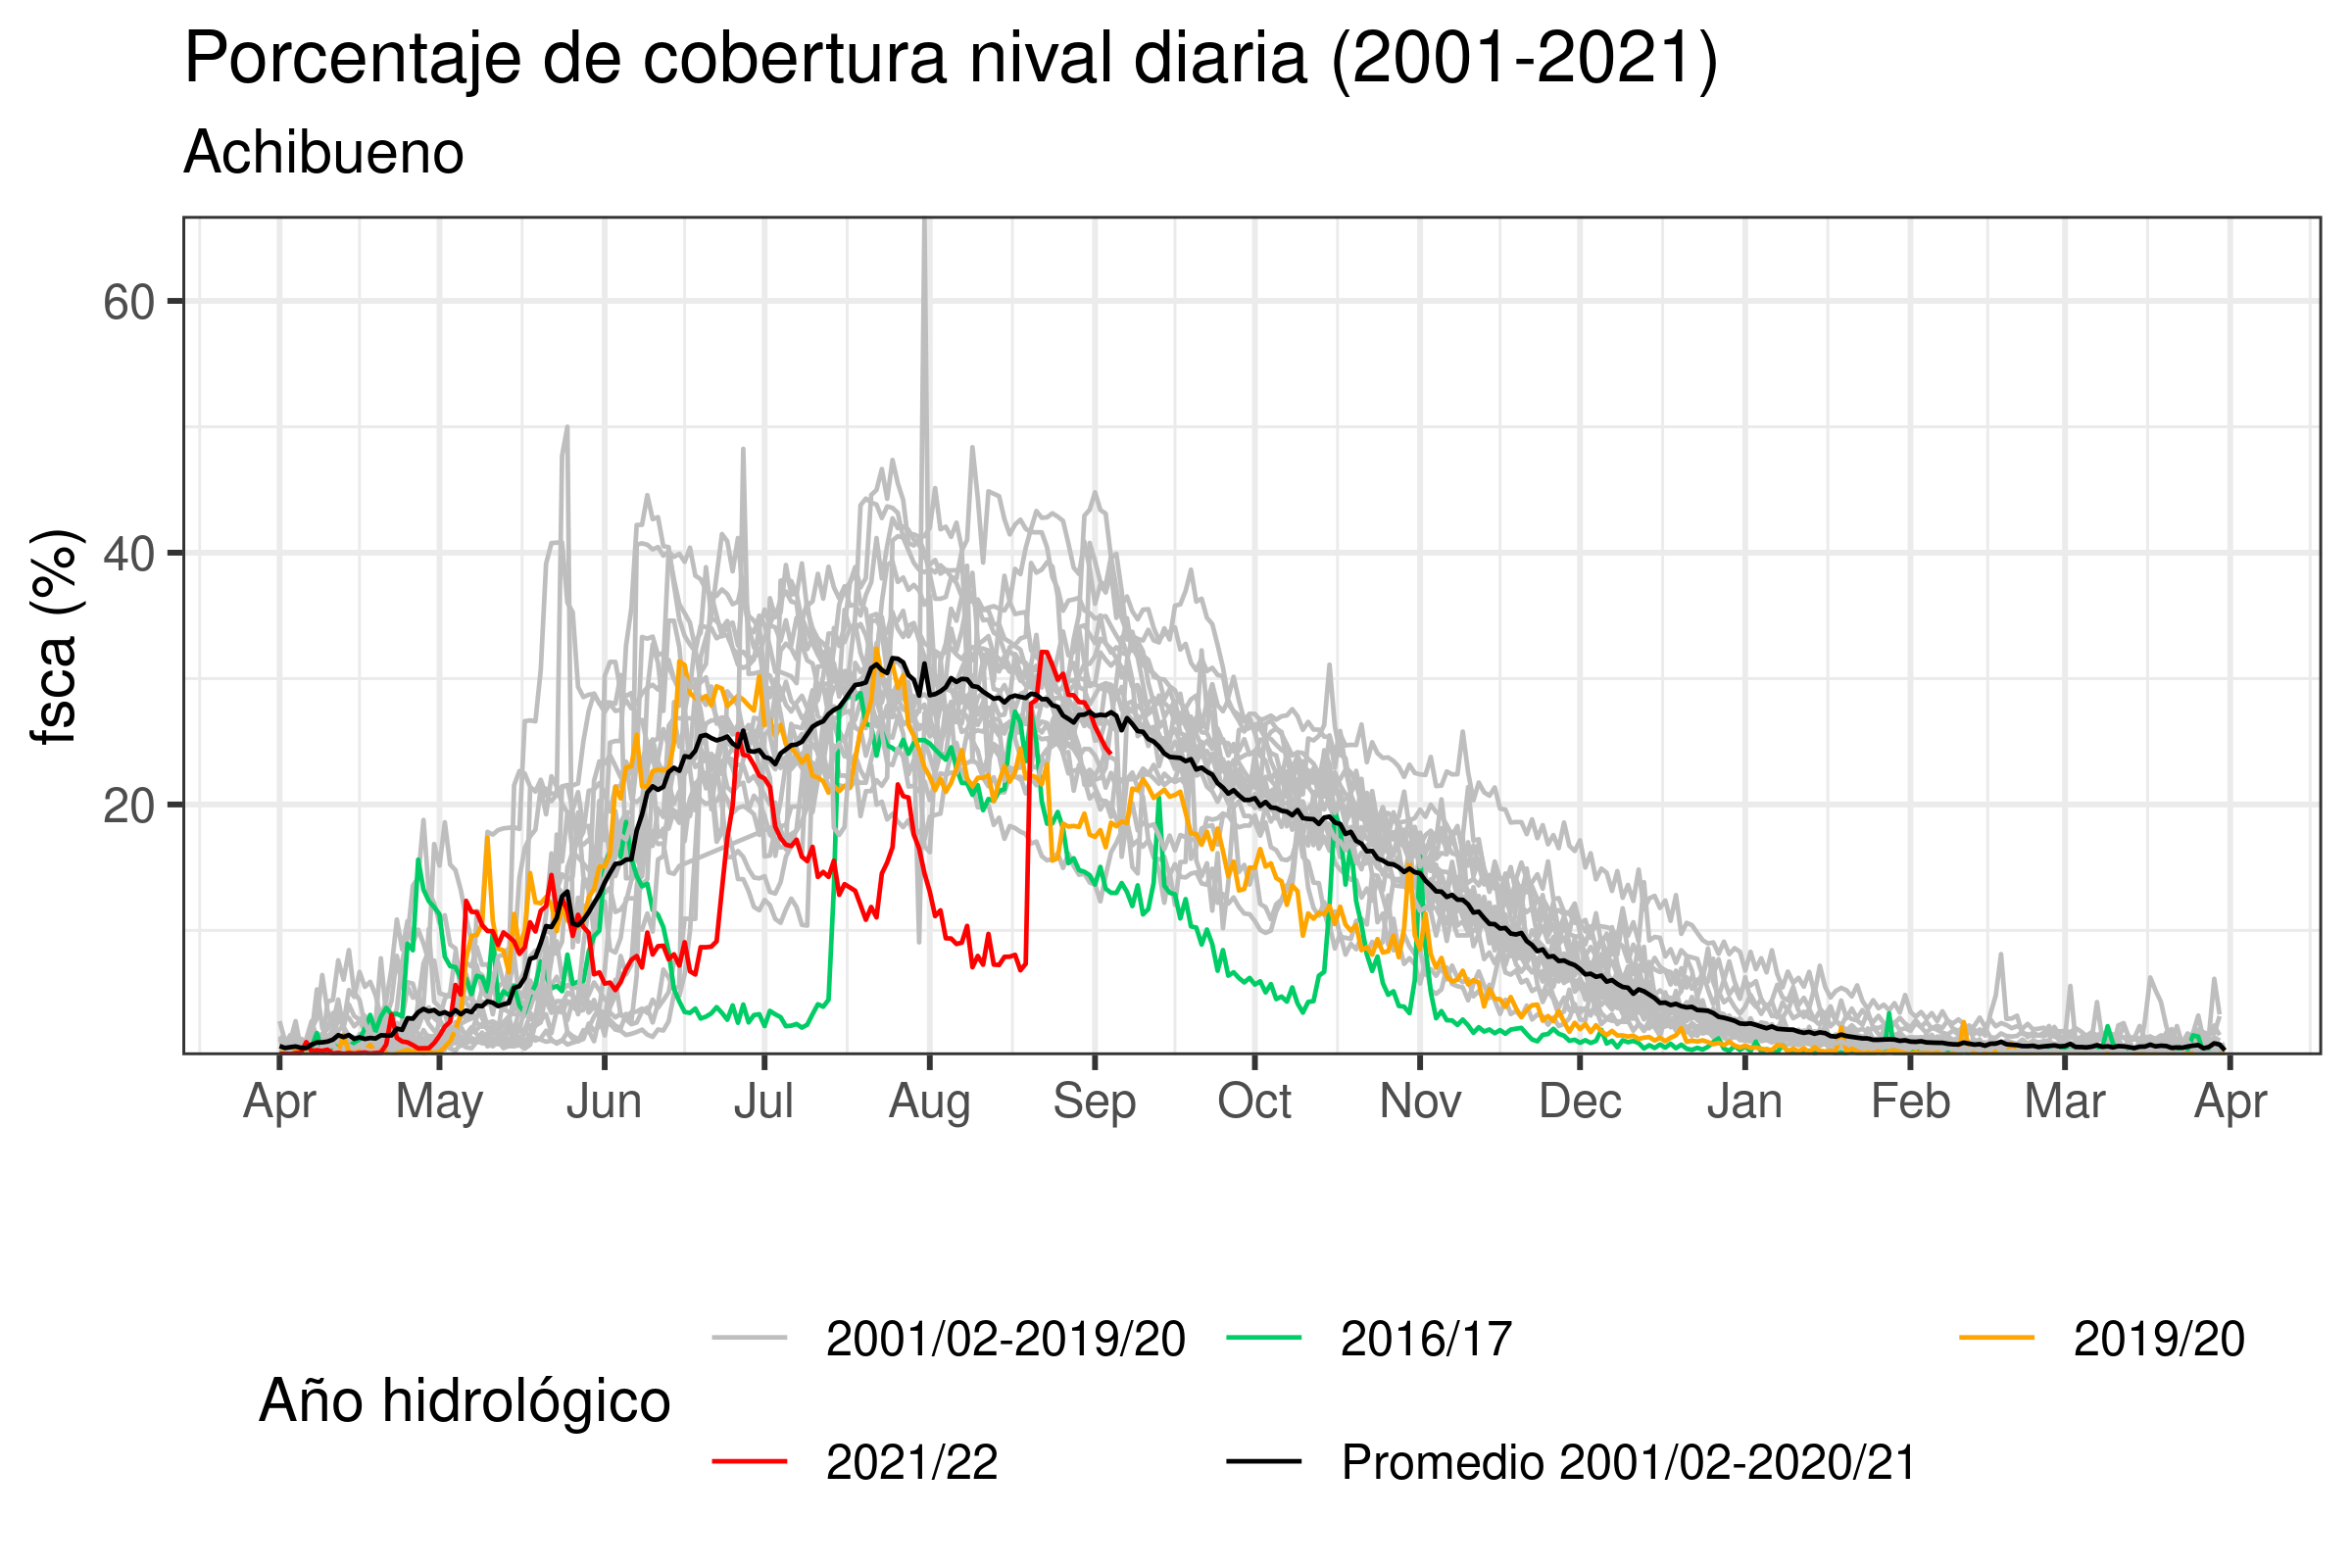 Porcentaje de cobertura nival diaria (2001-2021)
Achibueno
fsca (%)
60
40
20
Apr May Jun Jul Aug Sep Oct Nov Dec Jan Feb Mar Apr
Año hidrológico
2001/02-2019/20 2016/17 2019/20
2021/22 Promedio 2001/02-2020/21